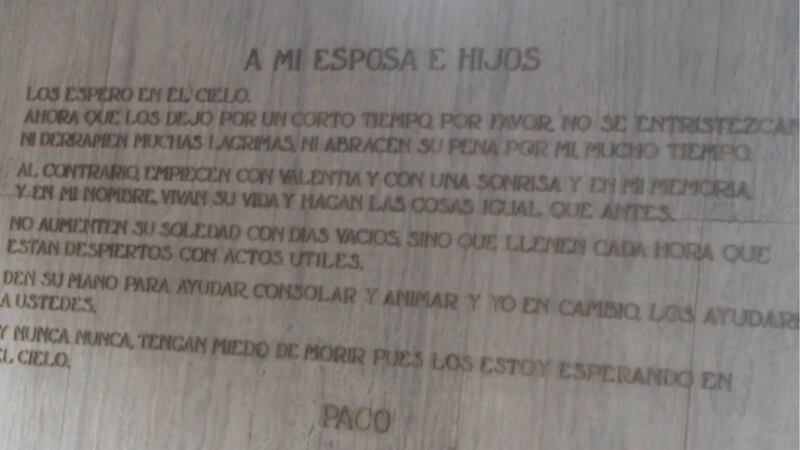 A MI ESPOSA E HIJOS
LOS ESPERO EN EL CIELO.
AHORA QUE LOS DEJO POR UN CORTO TIEMPO, POR FAVOR, NO SE ENTRISTEZCAN
NI DERRAMEN MUCHAS LAGRIMAS, NI ABRACEN SU PENA POR MI, MUCHO TIEMPO.
AL CONTRARIO, EMPIECEN CON VALENTIA Y CON UNA SONRISA Y EN MI MEMORIA
Y EN MI NOMBRE, VIVAN SU VIDA Y HAGAN LAS COSAS IGUAL QUE ANTES.
NO AUMENTEN SU SOLEDAD CON DIAS VACIOS, SINO QUE LLENEN CADA HORA QUE
ESTAN DESPIERTOS CON ACTOS UTILES.
DEN SU MANO PARA AYUDAR, CONSOLAR Y ANIMAR Y YO EN CAMBIO, LOS AYUDARE
A USTEDES.
Y NUNCA NUNCA, TENGAN MIEDO DE MORIR PUES LOS ESTOY ESPERANDO EN
EL CIELO.
PACO